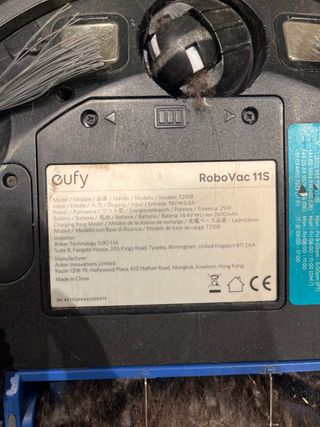 eufy
RoboVac 11S
Model / Modèle / 品番 / Modelo / Modell / Modello / Modelo: T2108
Input / Entrée / 入力 / Eingang / Input / Entrada: 19V⎓0.6A
Power / Puissance / ワット数 / Energieverbrauch / Potenza / Potencia: 25W
Battery / Batterie / 電池 / Batterie / Batteria / Batería: 14.4V⎓Li-ion 2600mAh
Charging Base Model / Modèle de la station de recharge / 充電ベース品番 / Ladestation
Modell / Modello con Base di Ricarica / Modelo de base de carga: T2108
Importer
Anker Technology (UK) Ltd
Suite B, Fairgate House, 205 Kings Road, Tyseley, Birmingham, United Kingdom B11 2AA
Manufacturer
Anker Innovations Limited
Room 1318-19, Hollywood Plaza, 610 Nathan Road, Mongkok, Kowloon, Hong Kong
Made in China
CE